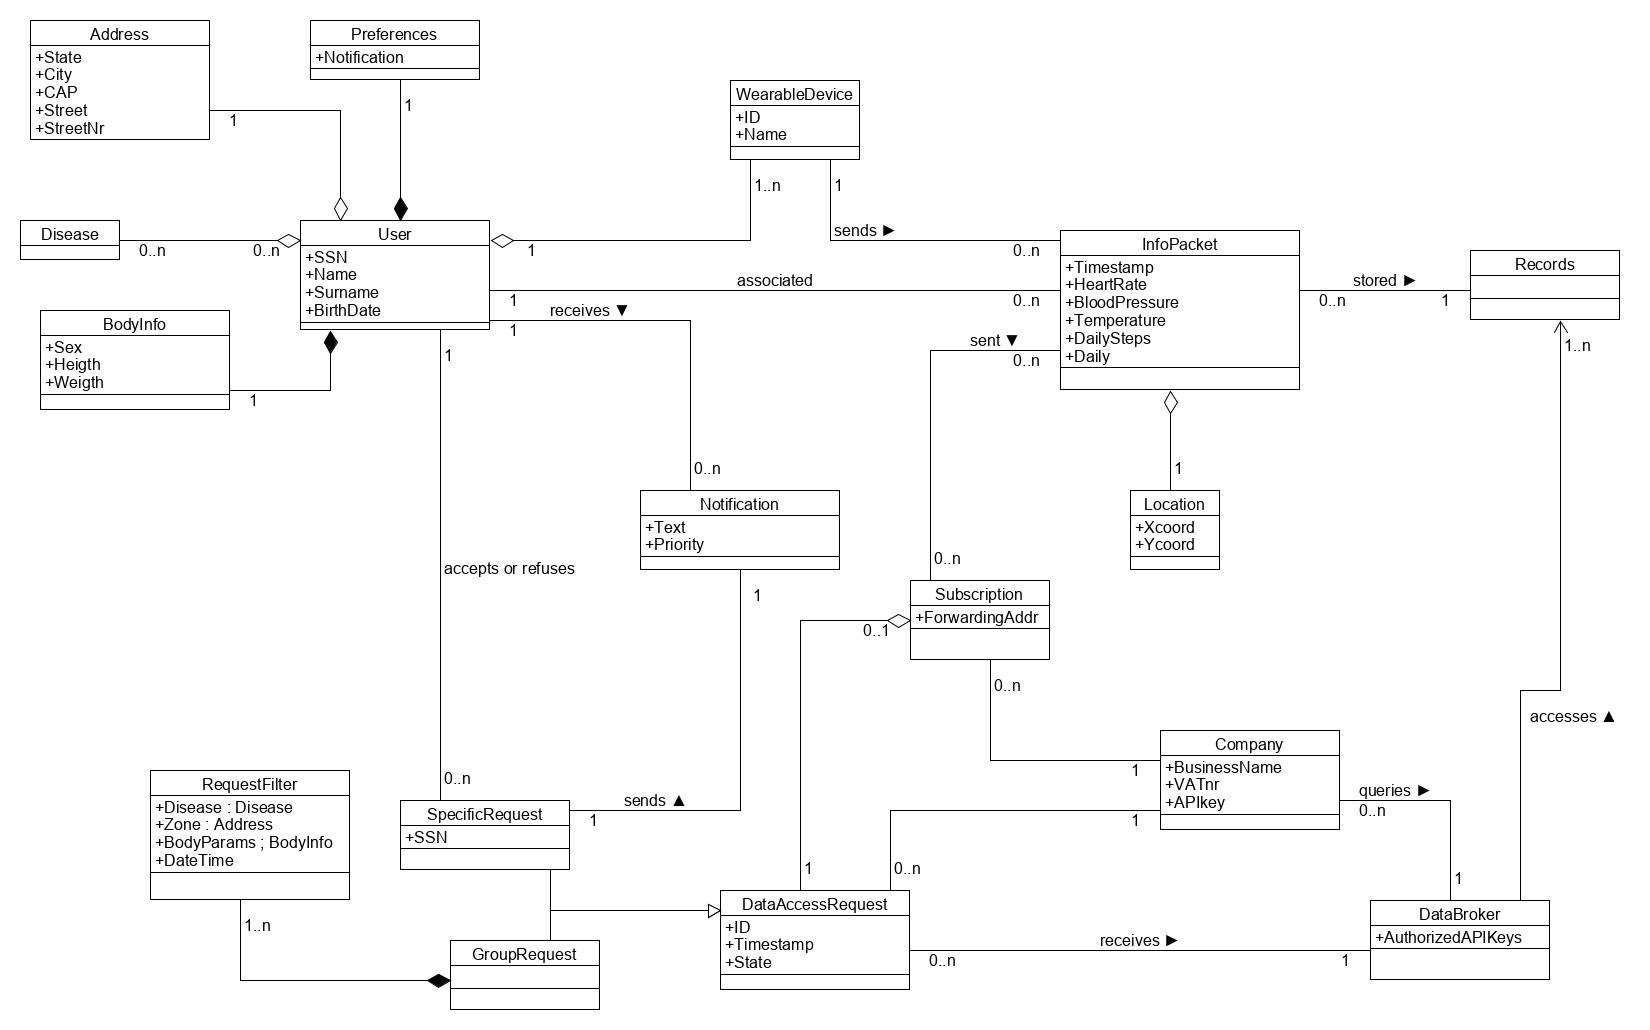 Address
+State
+City
+CAP
+Street
+StreetNr
1
Preferences
+Notification
1
WearableDevice
+ID
+Name
1..n
1
sends ►
0..n
Disease
0..n
0..n
User
+SSN
+Name
+Surname
+BirthDate
1
associated
1
0..n
receives ▼
1
InfoPacket
+Timestamp
+HeartRate
+BloodPressure
+Temperature
+DailySteps
+Daily
stored ►
0..n
1
Records
1..n
BodyInfo
+Sex
+Heigth
+Weigth
1
1
sent ▼
0..n
0..n
Notification
+Text
+Priority
1
1
Location
+Xcoord
+Ycoord
accepts or refuses
0..n
Subscription
+ForwardingAddr
0..1
0..n
accesses ▲
Company
+BusinessName
+VATnr
+APIkey
1
1
queries ►
0..n
1
RequestFilter
+Disease : Disease
+Zone : Address
+BodyParams ; BodyInfo
+DateTime
1..n
0..n
SpecificRequest
+SSN
sends ▲
1
1
0..n
DataAccessRequest
+ID
+Timestamp
+State
receives ►
0..n
1
DataBroker
+AuthorizedAPIKeys
GroupRequest